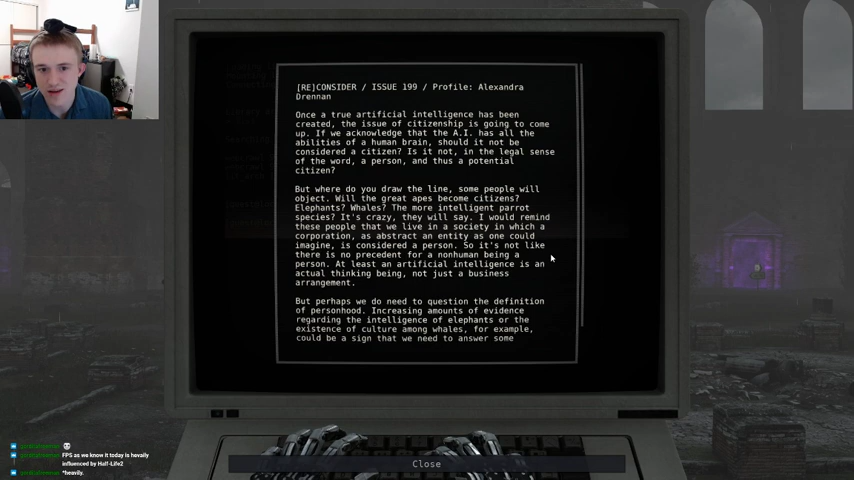 [RE]CONSIDER / ISSUE 199 / Profile: Alexandra
Drennan
Once a true artificial intelligence has been
created, the issue of citizenship is going to come
up. If we acknowledge that the A.I. has all the
abilities of a human brain, should it not be
considered a citizen? Is it not, in the legal sense
of the word, a person, and thus a potential
citizen?
But where do you draw the line, some people will
object. Will the great apes become citizens?
Elephants? Whales? The more intelligent parrot
species? It's crazy, they will say. I would remind
these people that we live in a society in which a
corporation, as abstract an entity as one could
imagine, is considered a person. So it's not like
there is no precedent for a nonhuman being a
person. At least an artificial intelligence is an
actual thinking being, not just a business
arrangement.
But perhaps we do need to question the definition
of personhood. Increasing amounts of evidence
regarding the intelligence of elephants or the
existence of culture among whales, for example,
could be a sign that we need to answer some
FPS as we know it today is hevaily
influenced by Half-Life2
*heavily.
Close